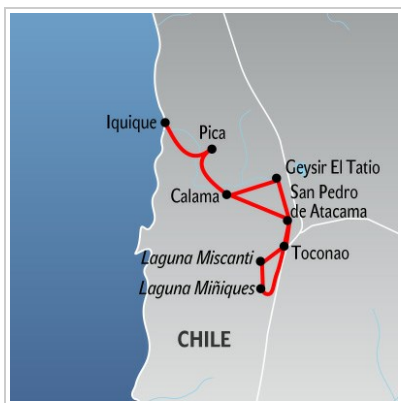 Iquique
Pica
Geysir El Tatio
Calama
San Pedro
de Atacama
Toconao
Laguna Miscanti
Laguna Miñiques
CHILE